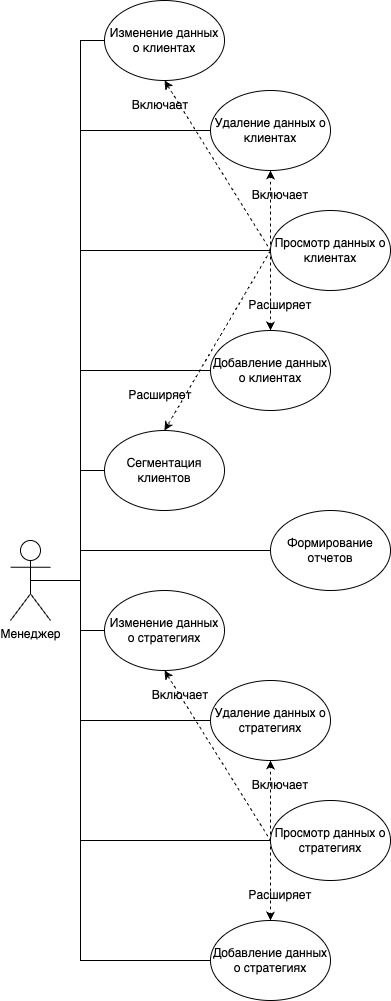 Изменение данных
о клиентах
Включает
Удаление данных о
клиентах
Включает
Просмотр данных о
клиентах
Расширяет
Добавление данных
о клиентах
Расширяет
Сегментация
клиентов
Формирование
отчетов
Менеджер
Изменение данных
о стратегиях
Включает
Удаление данных о
стратегиях
Включает
Просмотр данных о
стратегиях
Расширяет
Добавление данных
о стратегиях